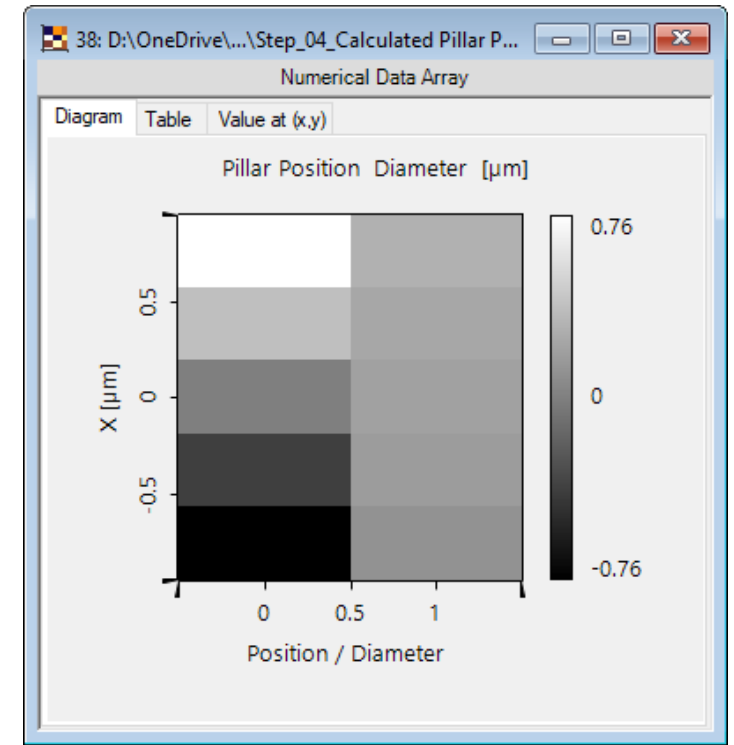 38: D:\OneDrive\...\Step_04_Calculated Pillar P...
Numerical Data Array
Diagram Table Value at (x,y)
Pillar Position Diameter [µm]
0.76
0
-0.76
0.5
0
-0.5
X [µm]
0 0.5 1
Position / Diameter